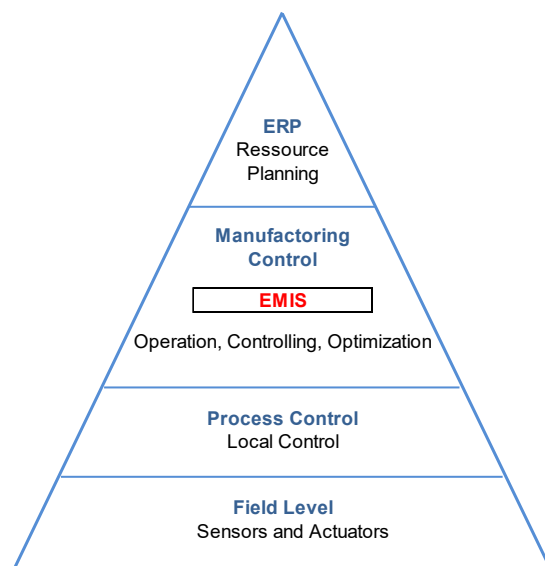 ERP
Ressource
Planning
Manufactoring
Control
EMIS
Operation, Controlling, Optimization
Process Control
Local Control
Field Level
Sensors and Actuators